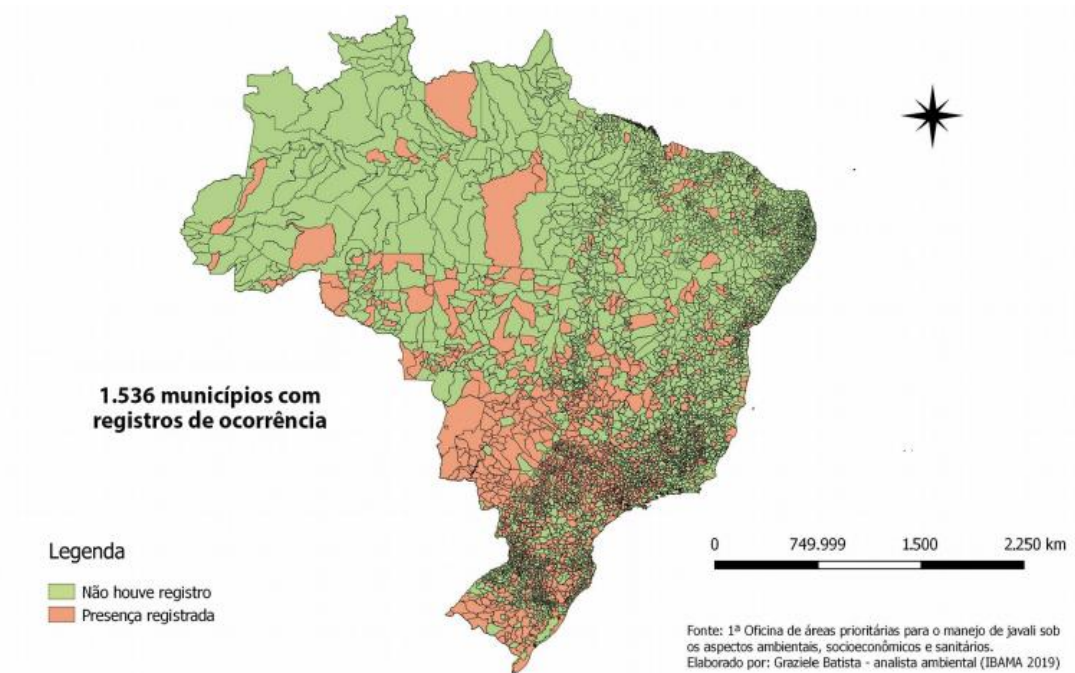 1.536 municípios com
registros de ocorrência
Legenda
Não houve registro
Presença registrada
0 749.999 1.500 2.250 km
Fonte: 1ª Oficina de áreas prioritárias para o manejo de javali sob
os aspectos ambientais, socioeconômicos e sanitários.
Elaborado por: Graziele Batista - analista ambiental (IBAMA 2019)